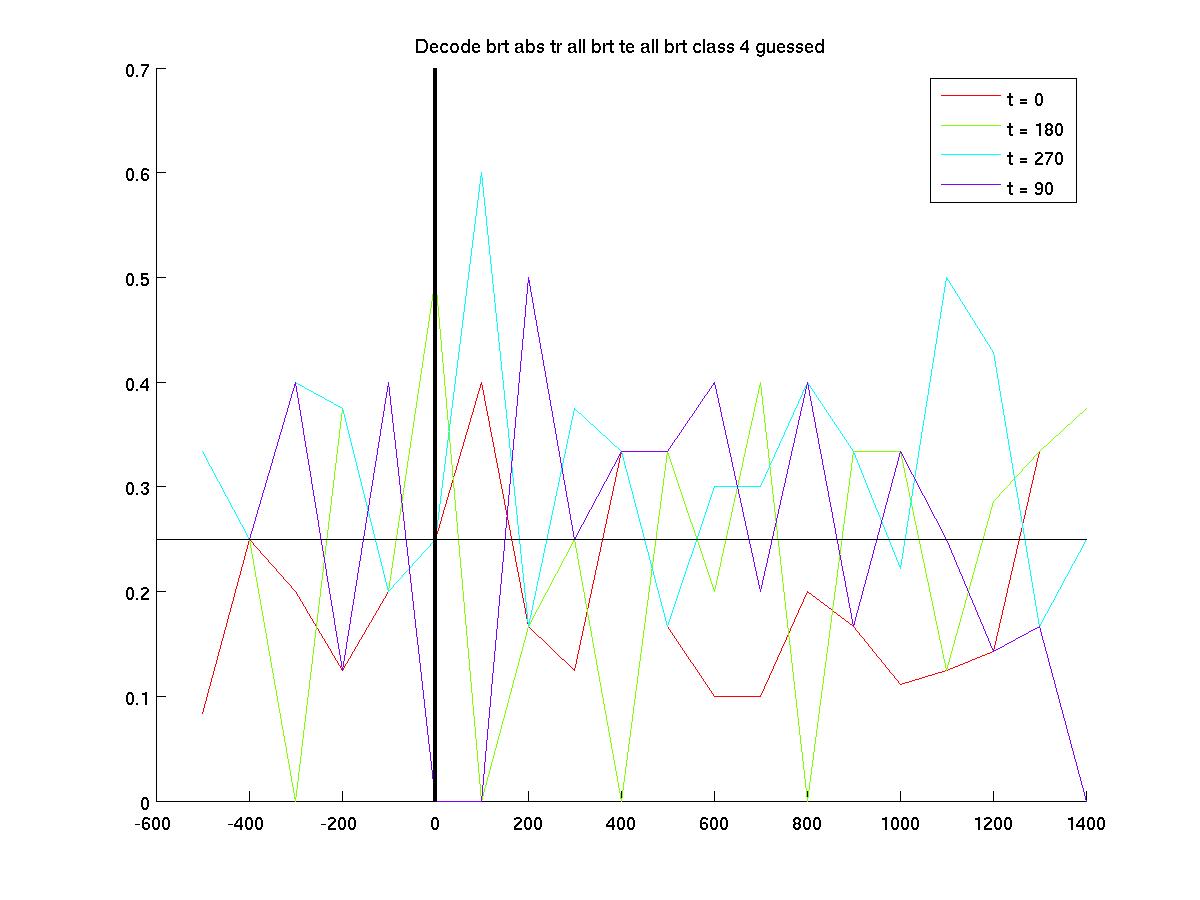 Decode brt abs tr all brt te all brt class 4 guessed
0.7
t = 0
t = 180
t = 270
t = 90
0.6
0.5
0.4
0.3
0.2
0.1
0
-600 -400 -200 0 200 400 600 800 1000 1200 1400